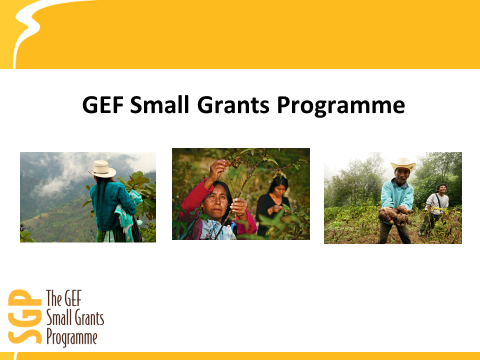 GEF Small Grants Programme
SGP
The GEF
Small Grants
Programme